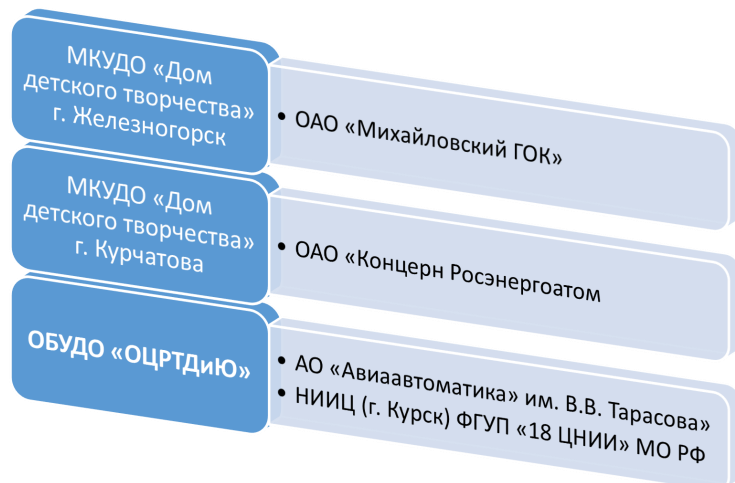 МКУДО «Дом
детского творчества»
г. Железногорск
• ОАО «Михайловский ГОК»
МКУДО «Дом
детского творчества»
г. Курчатова
• ОАО «Концерн Росэнергоатом
ОБУДО «ОЦРТДиЮ»
• АО «Авиаавтоматика» им. В.В. Тарасова»
• НИИЦ (г. Курск) ФГУП «18 ЦНИИ» МО РФ